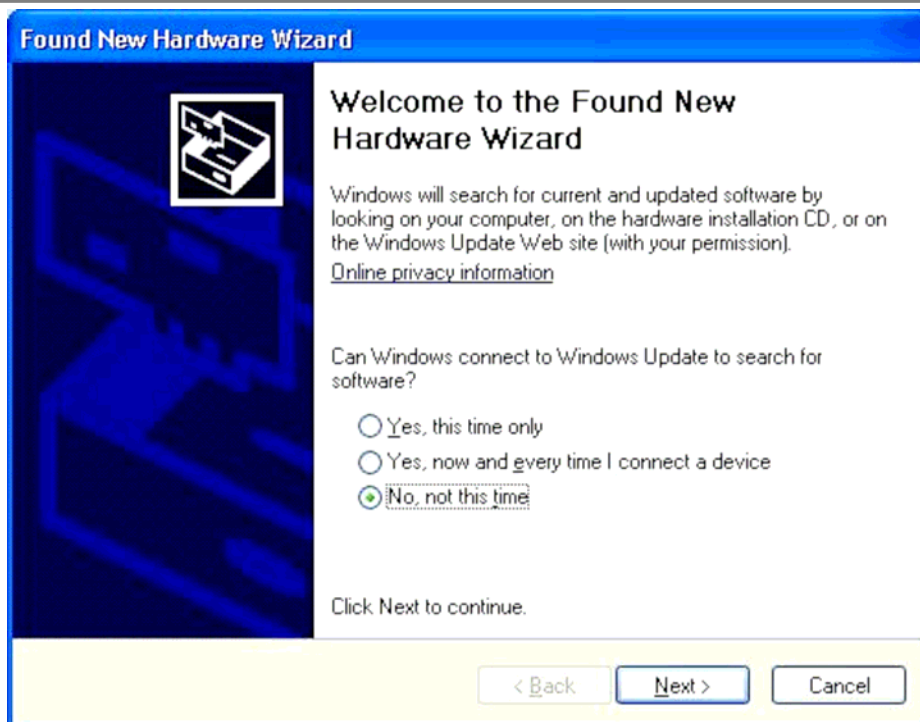 Found New Hardware Wizard
Welcome to the Found New
Hardware Wizard
Windows will search for current and updated software by
looking on your computer, on the hardware installation CD, or on
the Windows Update Web site (with your permission).
Online privacy information
Can Windows connect to Windows Update to search for
software?
Yes, this time only
Yes, now and every time I connect a device
No, not this time
Click Next to continue.
< Back Next > Cancel